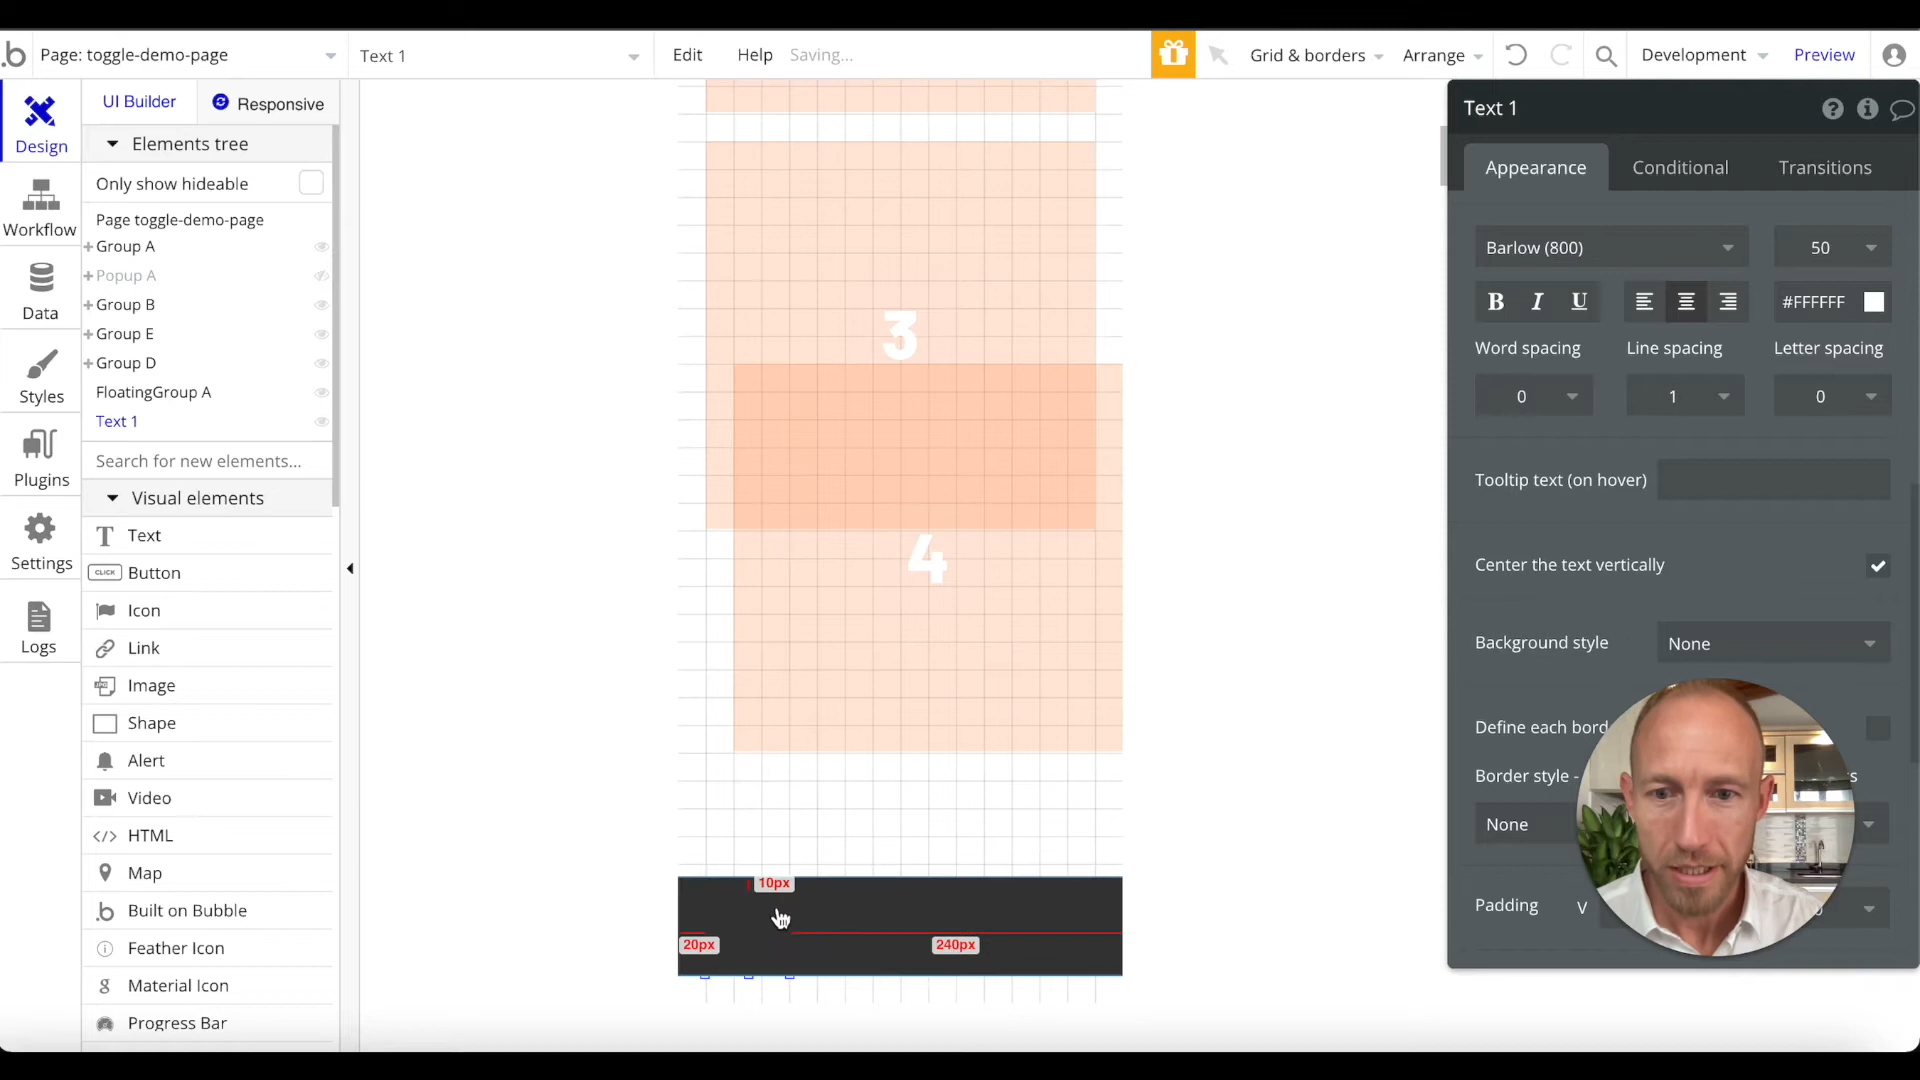 Page: toggle-demo-page
Text 1
Edit
Help
Saving...
Grid & borders
Arrange
Development
Preview
Design
Workflow
Data
Styles
Plugins
Settings
Logs
UI Builder
Responsive
Elements tree
Only show hideable
Page toggle-demo-page
Group A
Popup A
Group B
Group E
Group D
FloatingGroup A
Text 1
Search for new elements...
Visual elements
Text
CLICK Button
Icon
Link
Image
Shape
Alert
Video
HTML
Map
Built on Bubble
Feather Icon
Material Icon
Progress Bar
3
4
10px
20px
240px
Text 1
Appearance
Conditional
Transitions
Barlow (800)
50
B I U
#FFFFFF
Word spacing
Line spacing
Letter spacing
0
1
0
Tooltip text (on hover)
Center the text vertically
Background style
None
Define each bord
Border style -
None
Padding
V